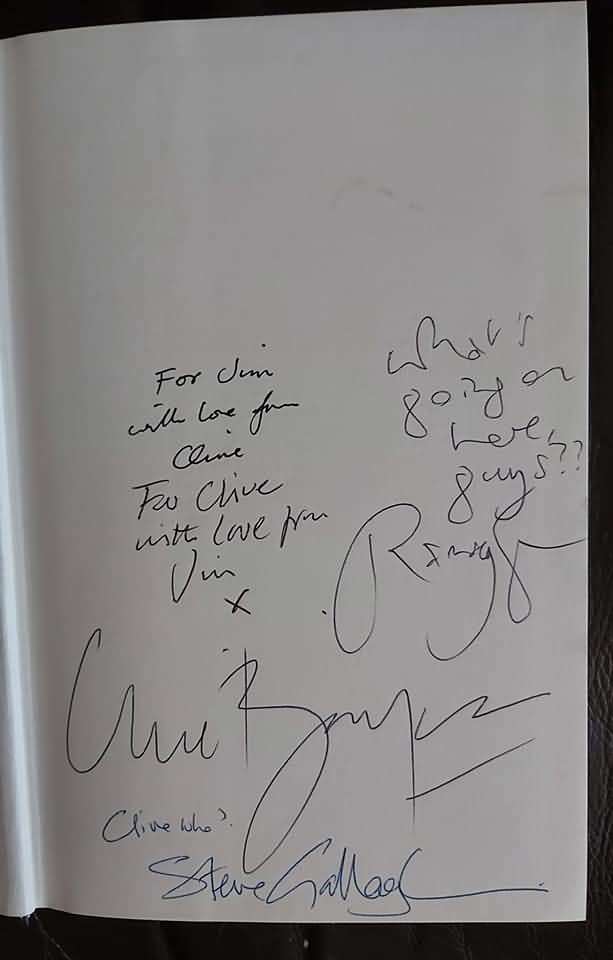 For Jim
with love from
Clive
For Clive
with love from
Jim
x
What's
going on
here,
guys??
Ramsey
Clive Barker
Clive who?
Steve Gallagher